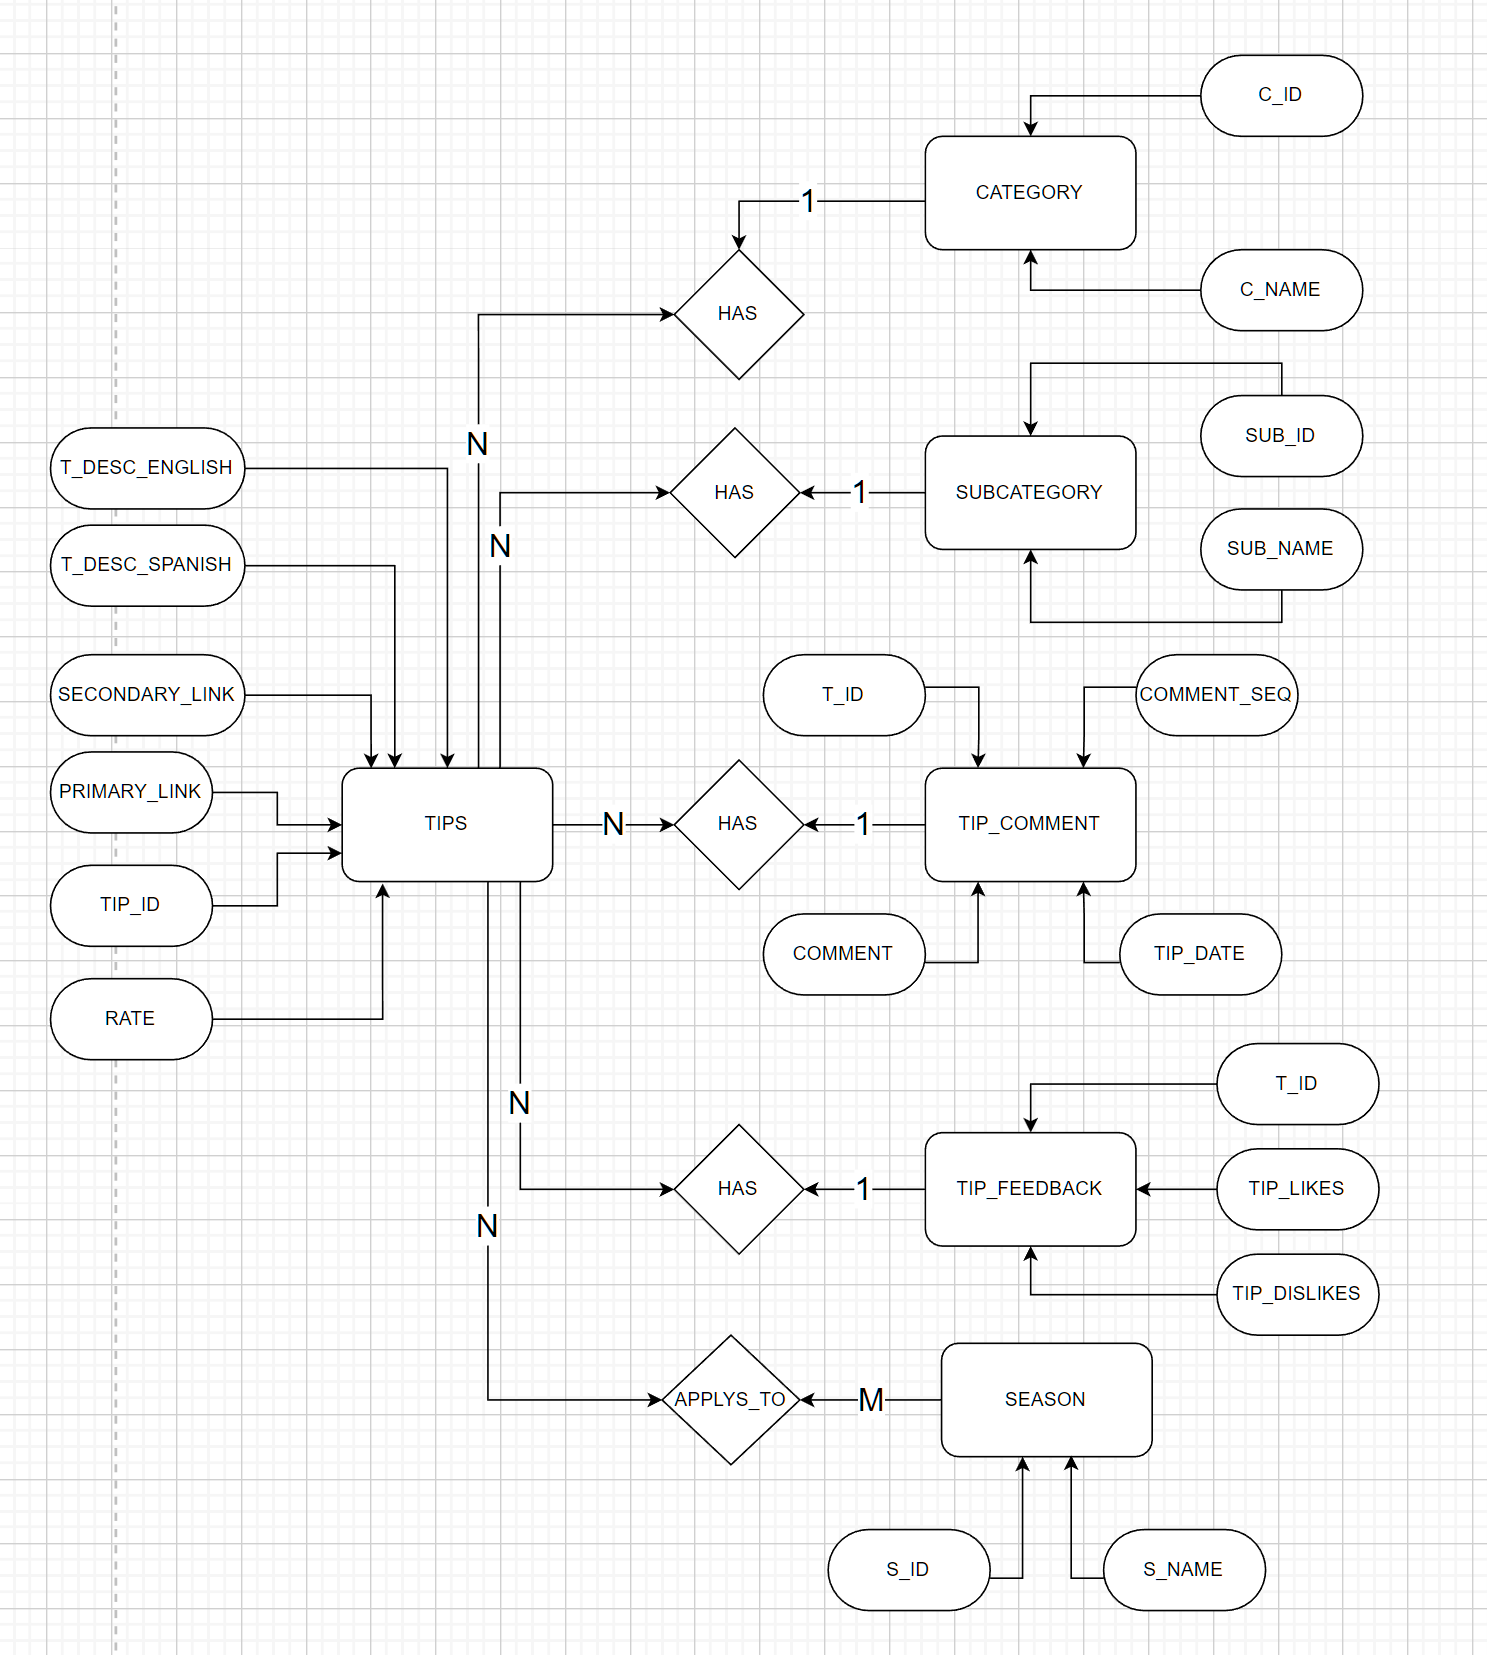 C_ID
CATEGORY
1
C_NAME
HAS
SUB_ID
N
T_DESC_ENGLISH
HAS
1
SUBCATEGORY
N
SUB_NAME
T_DESC_SPANISH
SECONDARY_LINK
T_ID
COMMENT_SEQ
PRIMARY_LINK
TIPS
N
HAS
1
TIP_COMMENT
TIP_ID
COMMENT
TIP_DATE
RATE
T_ID
N
HAS
1
TIP_FEEDBACK
TIP_LIKES
N
TIP_DISLIKES
APPLYS_TO
M
SEASON
S_ID
S_NAME